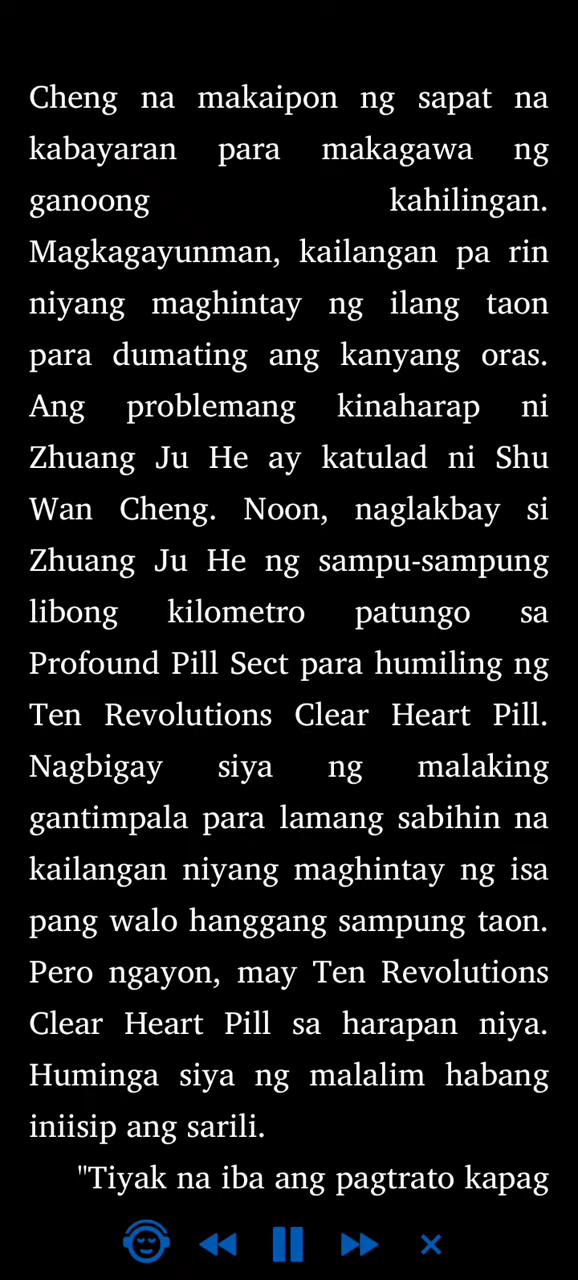 Cheng na makaipon ng sapat na
kabayaran para makagawa ng
ganoong kahilingan.
Magkagayunman, kailangan pa rin
niyang maghintay ng ilang taon
para dumating ang kanyang oras.
Ang problemang kinaharap ni
Zhuang Ju He ay katulad ni Shu
Wan Cheng. Noon, naglakbay si
Zhuang Ju He ng sampu-sampung
libong kilometro patungo sa
Profound Pill Sect para humiling ng
Ten Revolutions Clear Heart Pill.
Nagbigay siya ng malaking
gantimpala para lamang sabihin na
kailangan niyang maghintay ng isa
pang walo hanggang sampung taon.
Pero ngayon, may Ten Revolutions
Clear Heart Pill sa harapan niya.
Huminga siya ng malalim habang
iniisip ang sarili.
"Tiyak na iba ang pagtrato kapag